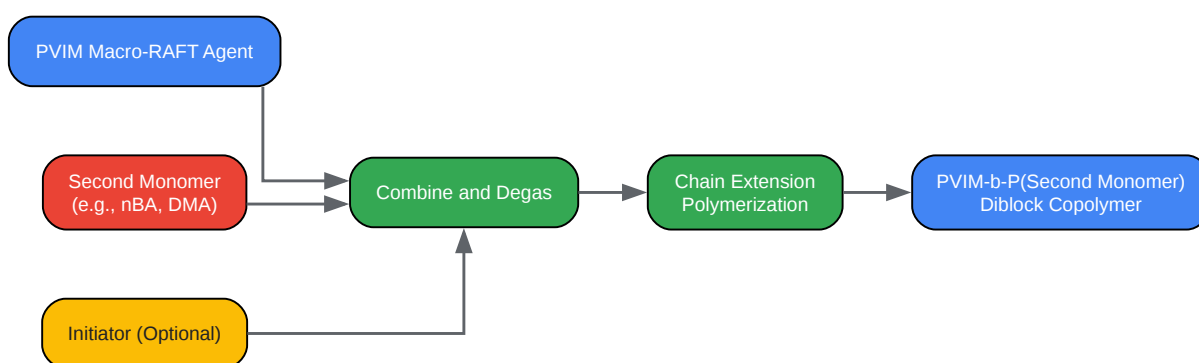 PVIM Macro-RAFT Agent
Second Monomer
(e.g., nBA, DMA)
Combine and Degas
Chain Extension
Polymerization
PVIM-b-P(Second Monomer)
Diblock Copolymer
Initiator (Optional)